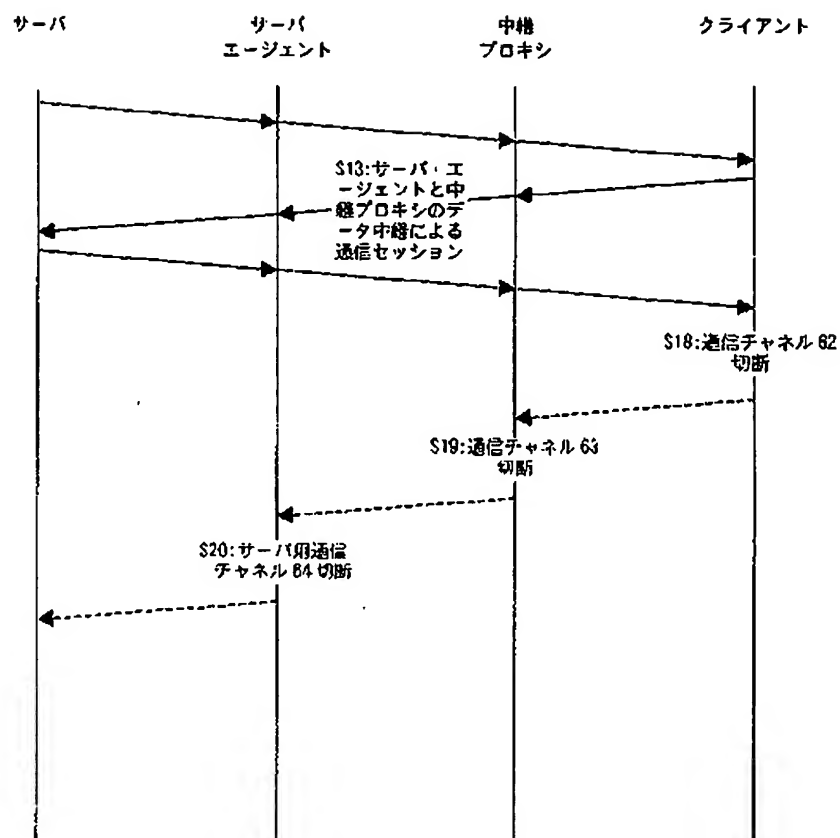 サーバ
サーバ
エージェント
中継
プロキシ
クライアント
S13:サーバ・エ
ージェントと中
継プロキシのデ
ータ中継による
通信セッション
S18:通信チャネル 62
切断
S19:通信チャネル 63
切断
S20:サーバ用通信
チャネル 64 切断